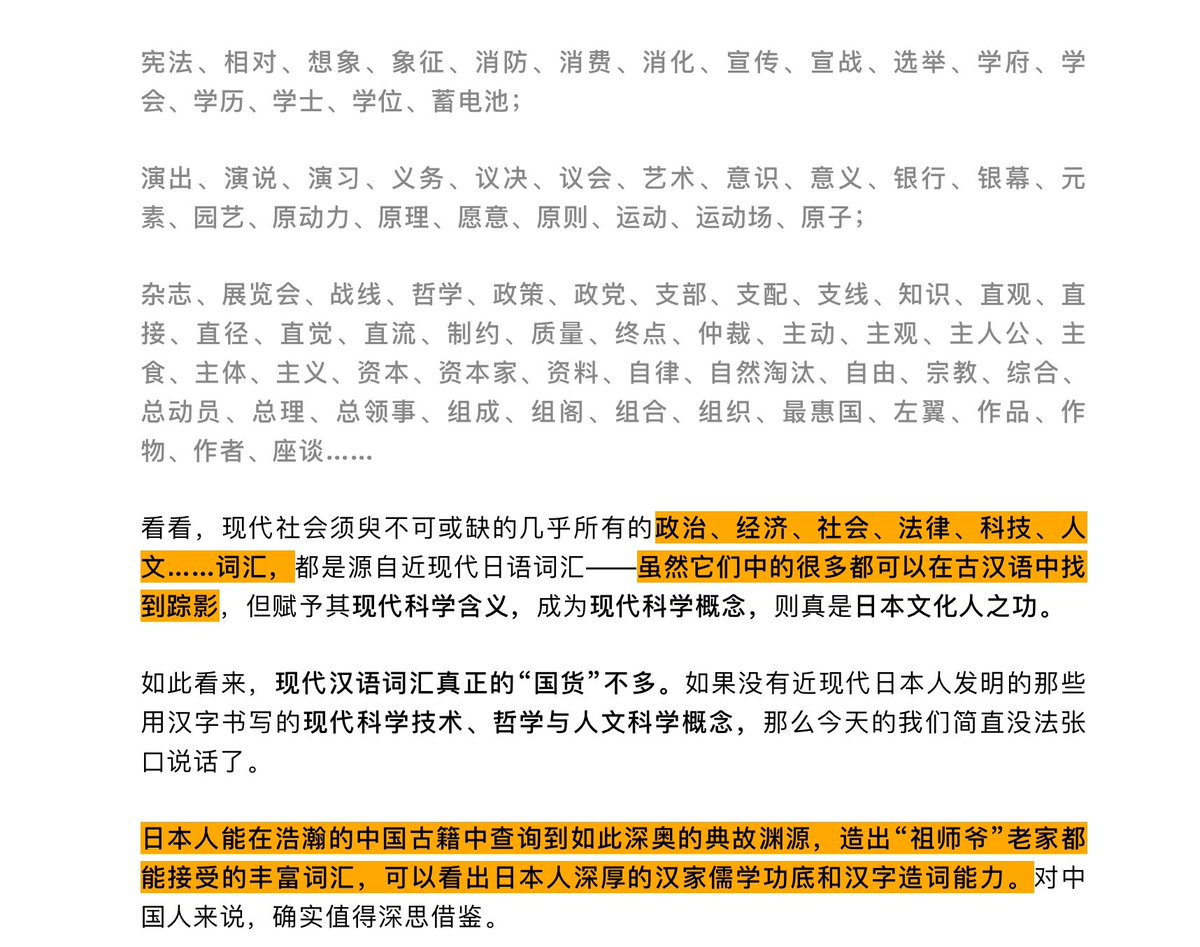 宪法、相对、想象、象征、消防、消费、消化、宣传、宣战、选举、学府、学
会、学历、学士、学位、蓄电池；
演出、演说、演习、义务、议决、议会、艺术、意识、意义、银行、银幕、元
素、园艺、原动力、原理、愿意、原则、运动、运动场、原子；
杂志、展览会、战线、哲学、政策、政党、支部、支配、支线、知识、直观、直
接、直径、直觉、直流、制约、质量、终点、仲裁、主动、主观、主人公、主
食、主体、主义、资本、资本家、资料、自律、自然淘汰、自由、宗教、综合、
总动员、总理、总领事、组成、组阁、组合、组织、最惠国、左翼、作品、作
物、作者、座谈……
看看，现代社会须臾不可或缺的几乎所有的政治、经济、社会、法律、科技、人
文……词汇，都是源自近现代日语词汇——虽然它们中的很多都可以在古汉语中找
到踪影，但赋予其现代科学含义，成为现代科学概念，则真是日本文化人之功。
如此看来，现代汉语词汇真正的“国货”不多。如果没有近现代日本人发明的那些
用汉字书写的现代科学技术、哲学与人文科学概念，那么今天的我们简直没法张
口说话了。
日本人能在浩瀚的中国古籍中查询到如此深奥的典故渊源，造出“祖师爷”老家都
能接受的丰富词汇，可以看出日本人深厚的汉家儒学功底和汉字造词能力。对中
国人来说，确实值得深思借鉴。